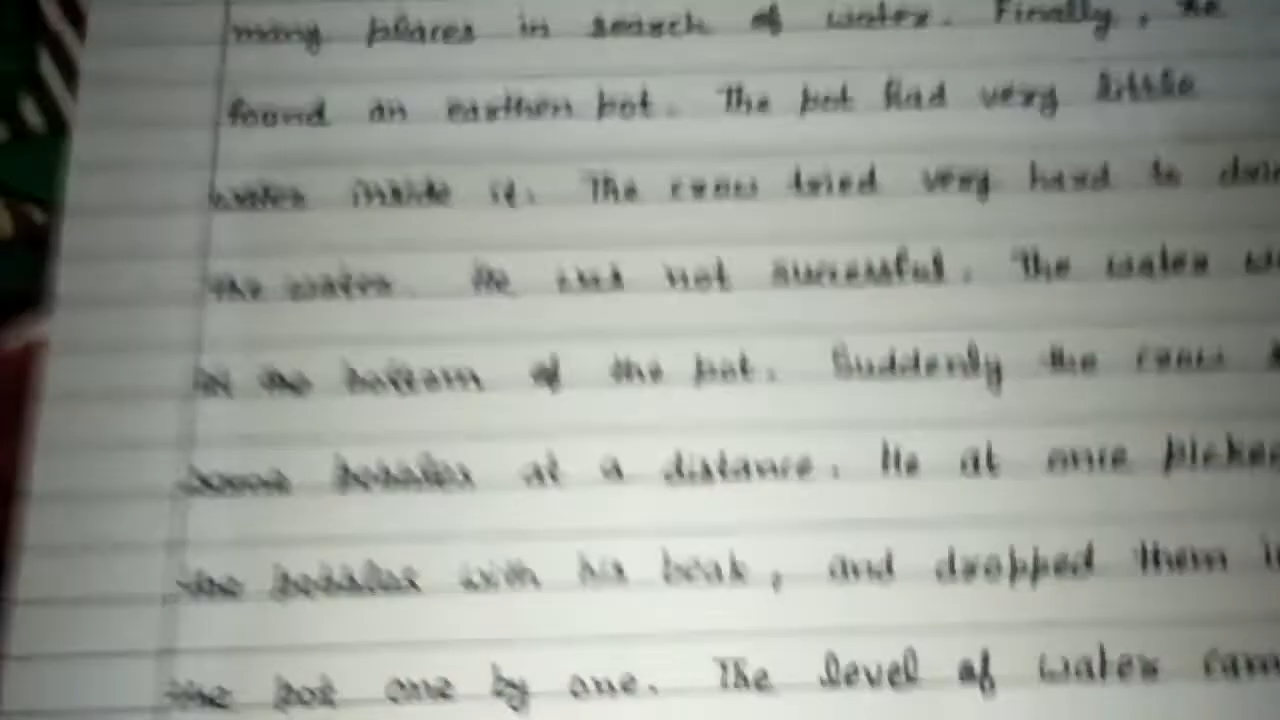 many places in search of water. Finally, he
found an earthen pot. The pot had very little
water inside it. The crow tried very hard to
the water. He was not successful. The water
of the pot. Suddenly the crow
some pebbles at a distance. He at once
the pebbles with his beak, and dropped them
the pot one by one. The level of water